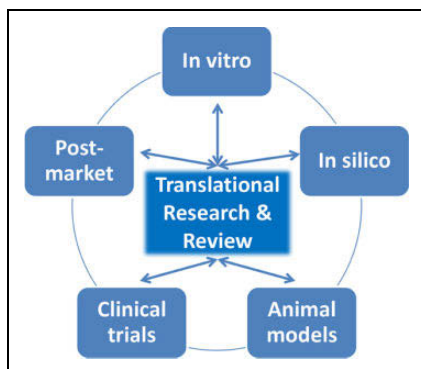 In vitro
Post-
market
In silico
Translational
Research &
Review
Clinical
trials
Animal
models